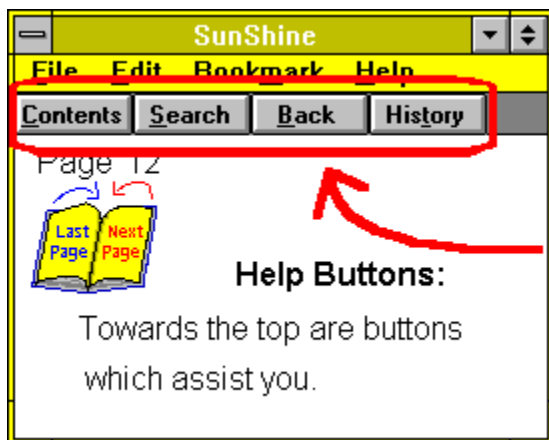 SunShine
File Edit Bookmark Help
Contents Search Back History
Page 12
Last Page Next Page
Help Buttons:
Towards the top are buttons
which assist you.